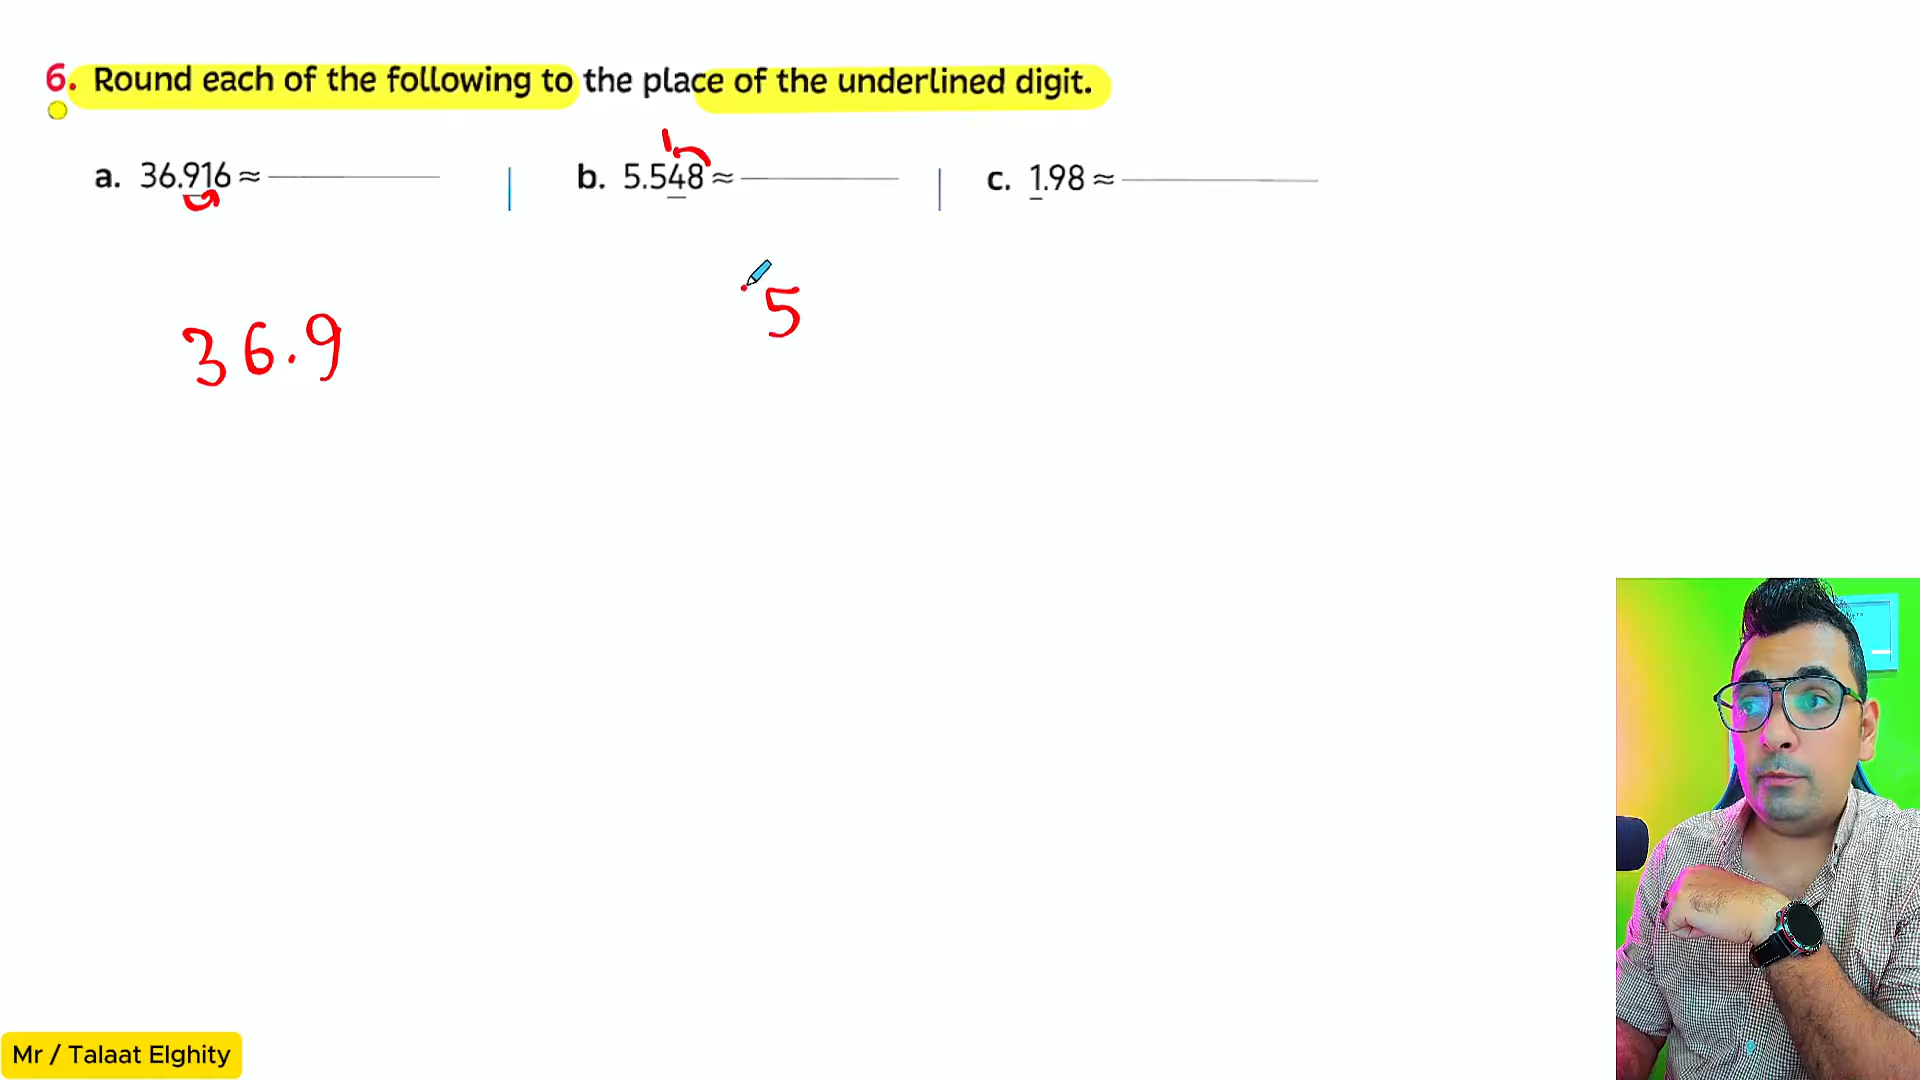 6. Round each of the following to the place of the underlined digit.
a. 36.916 ≈
b. 5.548 ≈
c. 1.98 ≈
1
5
36.9
Mr / Talaat Elghity